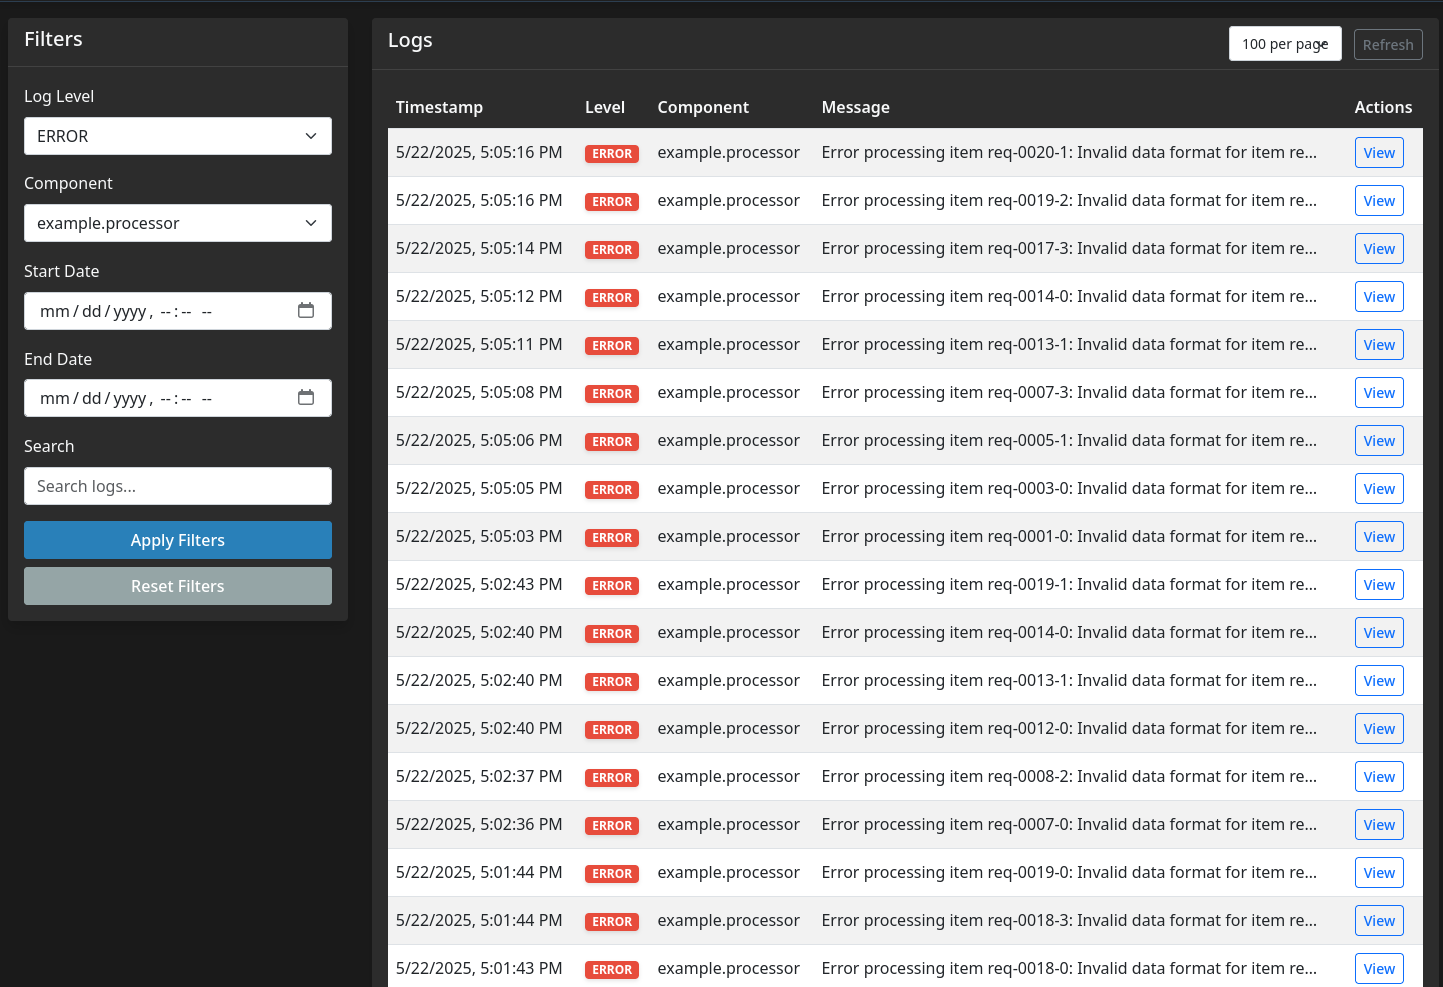 Filters
Log Level
ERROR
Component
example.processor
Start Date
mm/dd/yyyy, --:-- --
End Date
mm/dd/yyyy, --:-- --
Search
Search logs...
Apply Filters
Reset Filters
Logs
100 per page
Refresh
Timestamp Level Component Message Actions
5/22/2025, 5:05:16 PM ERROR example.processor Error processing item req-0020-1: Invalid data format for item re... View
5/22/2025, 5:05:16 PM ERROR example.processor Error processing item req-0019-2: Invalid data format for item re... View
5/22/2025, 5:05:14 PM ERROR example.processor Error processing item req-0017-3: Invalid data format for item re... View
5/22/2025, 5:05:12 PM ERROR example.processor Error processing item req-0014-0: Invalid data format for item re... View
5/22/2025, 5:05:11 PM ERROR example.processor Error processing item req-0013-1: Invalid data format for item re... View
5/22/2025, 5:05:08 PM ERROR example.processor Error processing item req-0007-3: Invalid data format for item re... View
5/22/2025, 5:05:06 PM ERROR example.processor Error processing item req-0005-1: Invalid data format for item re... View
5/22/2025, 5:05:05 PM ERROR example.processor Error processing item req-0003-0: Invalid data format for item re... View
5/22/2025, 5:05:03 PM ERROR example.processor Error processing item req-0001-0: Invalid data format for item re... View
5/22/2025, 5:02:43 PM ERROR example.processor Error processing item req-0019-1: Invalid data format for item re... View
5/22/2025, 5:02:40 PM ERROR example.processor Error processing item req-0014-0: Invalid data format for item re... View
5/22/2025, 5:02:40 PM ERROR example.processor Error processing item req-0013-1: Invalid data format for item re... View
5/22/2025, 5:02:40 PM ERROR example.processor Error processing item req-0012-0: Invalid data format for item re... View
5/22/2025, 5:02:37 PM ERROR example.processor Error processing item req-0008-2: Invalid data format for item re... View
5/22/2025, 5:02:36 PM ERROR example.processor Error processing item req-0007-0: Invalid data format for item re... View
5/22/2025, 5:01:44 PM ERROR example.processor Error processing item req-0019-0: Invalid data format for item re... View
5/22/2025, 5:01:44 PM ERROR example.processor Error processing item req-0018-3: Invalid data format for item re... View
5/22/2025, 5:01:43 PM ERROR example.processor Error processing item req-0018-0: Invalid data format for item re... View